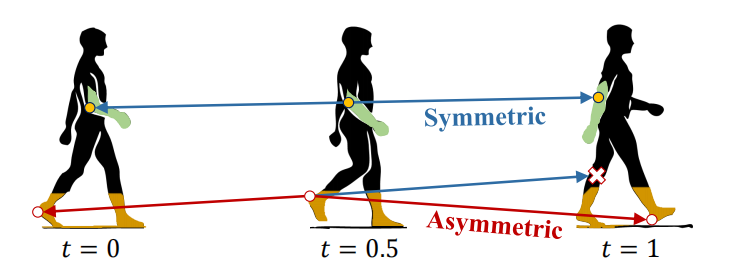 Symmetric
Asymmetric
t = 0
t = 0.5
t = 1